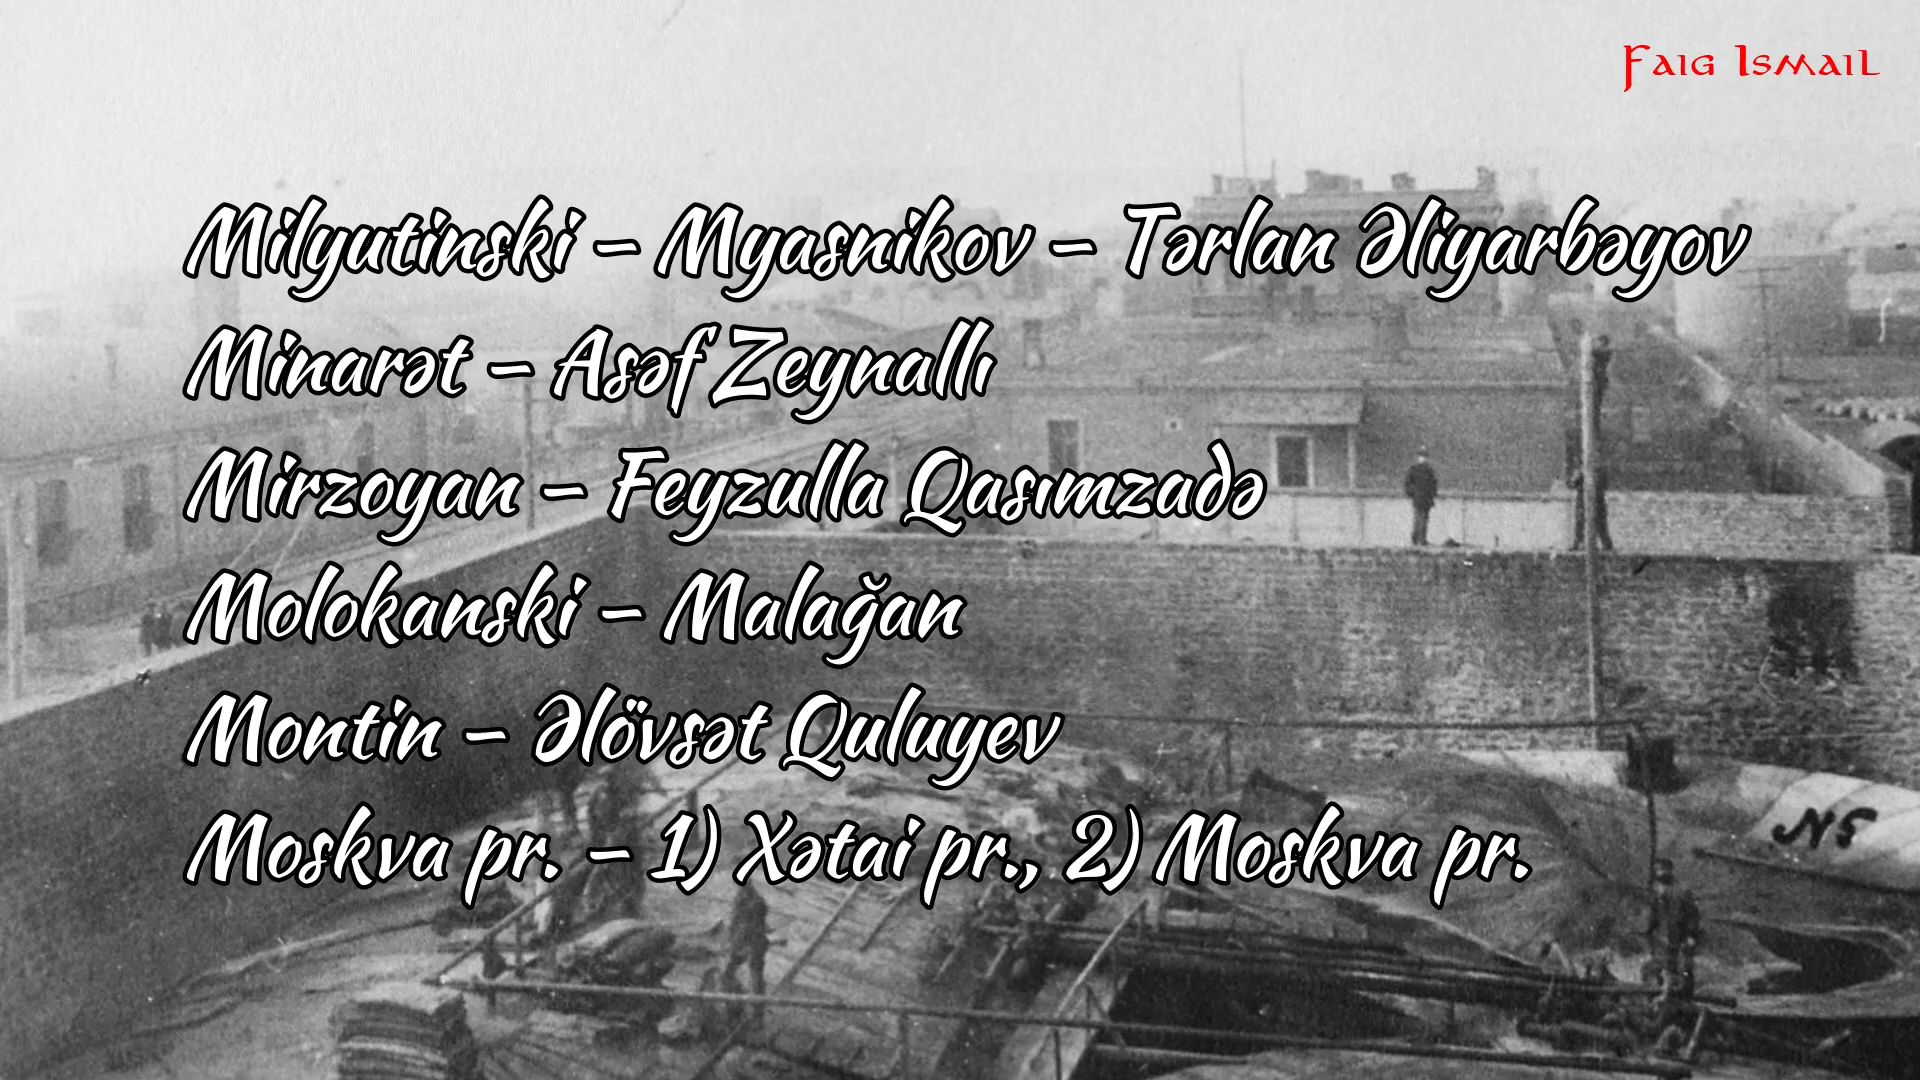 Faig Ismail
Milyutinski – Myasnikov – Tərlan Əliyarbəyov
Minarət – Asəf Zeynallı
Mirzoyan – Feyzulla Qasımzadə
Molokanski – Malağan
Montin – Əlövsət Quluyev
Moskva pr. – 1) Xətai pr., 2) Moskva pr.
N5